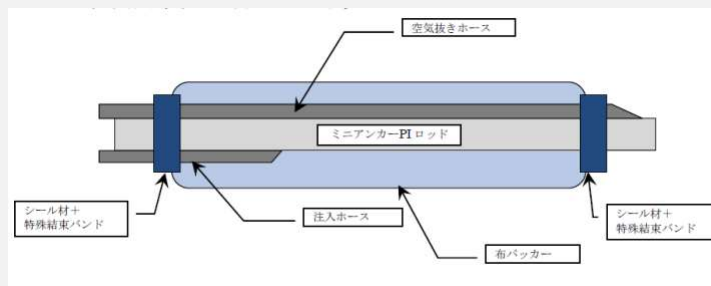 空気抜きホース
ミニアンカーPIロッド
シール材＋
特殊結束バンド
注入ホース
布パッカー
シール材＋
特殊結束バンド